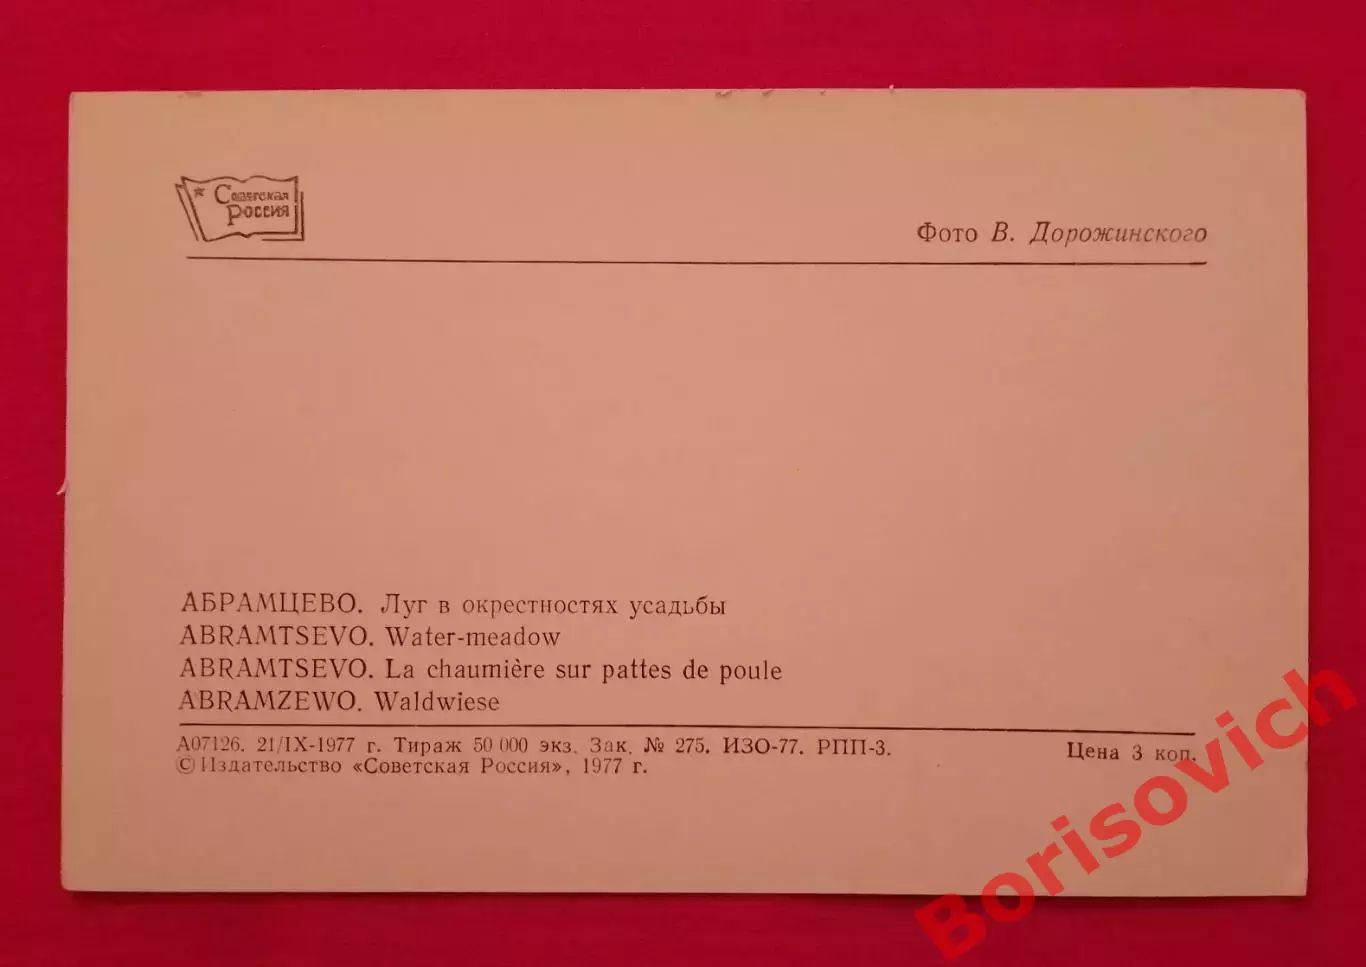 Советская
Россия
Фото В. Дорожинского
АБРАМЦЕВО. Луг в окрестностях усадьбы
ABRAMTSEVO. Water-meadow
ABRAMTSEVO. La chaumière sur pattes de poule
ABRAMZEWO. Waldwiese
А07126. 21/IX-1977 г. Тираж 50 000 экз. Зак. № 275. ИЗО-77. РПП-3.
Цена 3 коп.
© Издательство «Советская Россия», 1977 г.
Borisovich